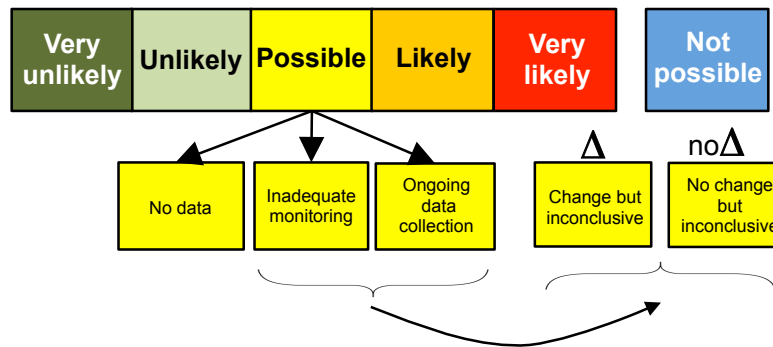 Very
unlikely
Unlikely
Possible
Likely
Very
likely
Not
possible
Δ
noΔ
No data
Inadequate
monitoring
Ongoing
data
collection
Change but
inconclusive
No change
but
inconclusive